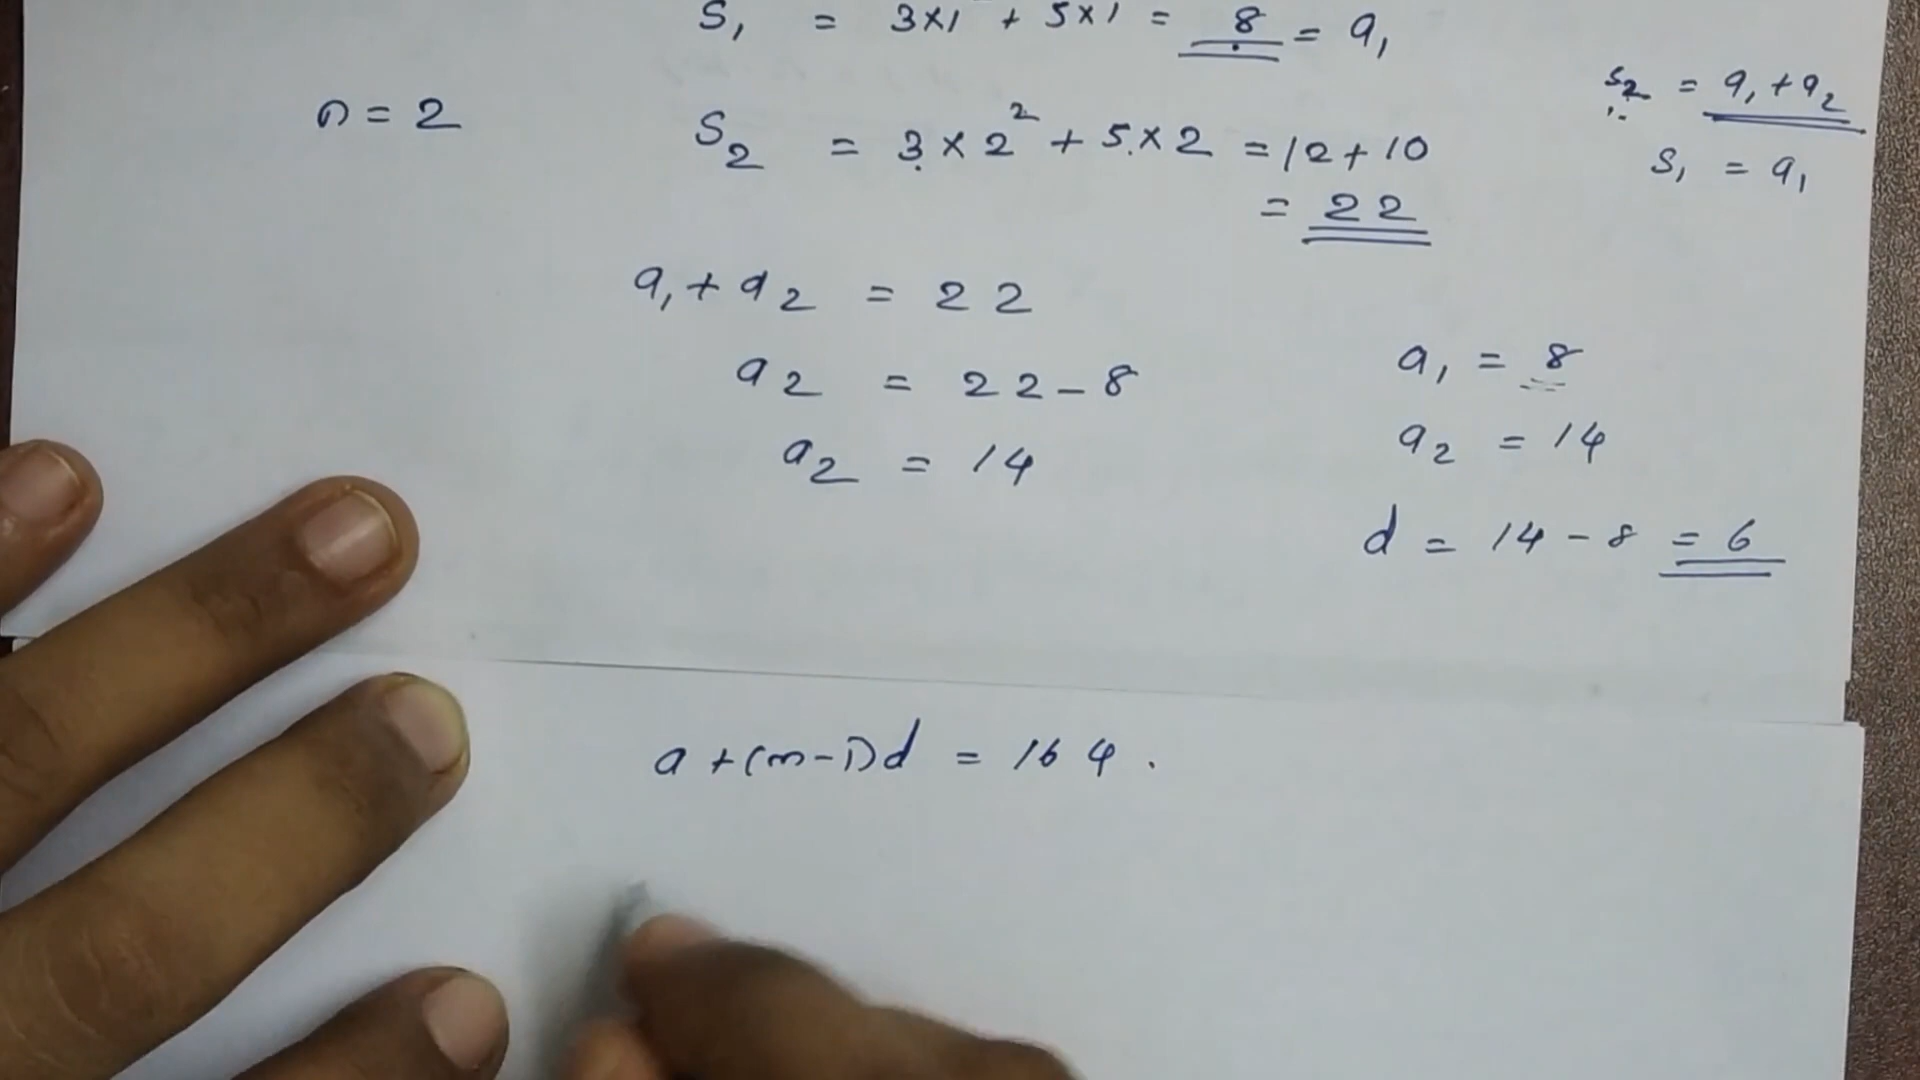 S₁ = 3×1² + 5×1 = 8 = a₁
n = 2
S₂ = 3 × 2² + 5 × 2 = 12 + 10
= 22
S₂ = a₁ + a₂
S₁ = a₁
a₁ + a₂ = 22
a₂ = 22 - 8
a₂ = 14
a₁ = 8
a₂ = 14
d = 14 - 8 = 6
a + (m-1)d = 164.